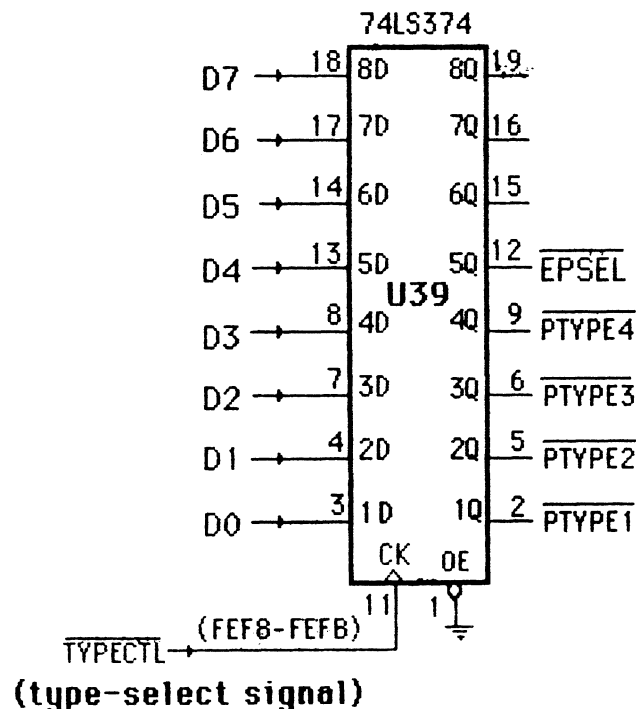 74LS374
D7 18 8D 8Q 19
D6 17 7D 7Q 16
D5 14 6D 6Q 15
D4 13 5D 5Q 12 EPSEL
U39
D3 8 4D 4Q 9 PTYPE4
D2 7 3D 3Q 6 PTYPE3
D1 4 2D 2Q 5 PTYPE2
D0 3 1D 1Q 2 PTYPE1
CK OE
11 1
TYPECTL (FEF8-FEFB)
(type-select signal)